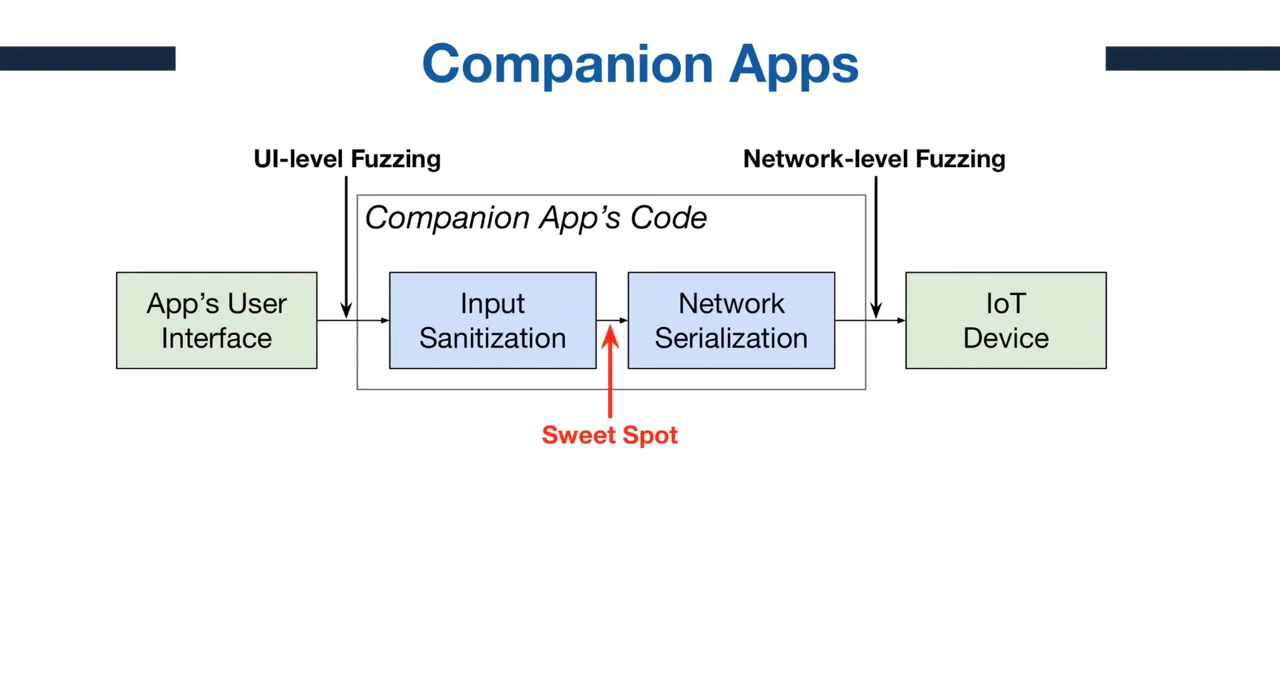 Companion Apps
UI-level Fuzzing
Network-level Fuzzing
Companion App’s Code
App’s User
Interface
Input
Sanitization
Network
Serialization
IoT
Device
Sweet Spot